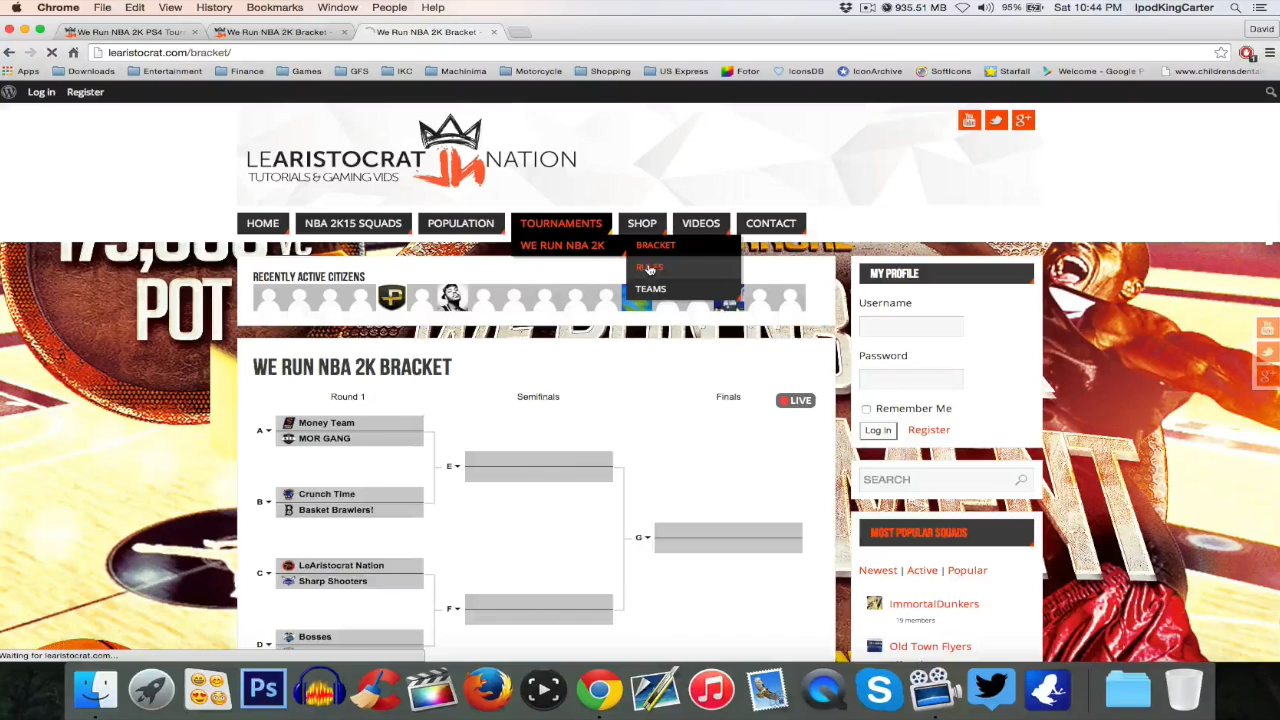 Chrome File Edit View History Bookmarks Window People Help 935.51 MB 95% Sat 10:44 PM IpodKingCarter
We Run NBA 2K PS4 Tour We Run NBA 2K Bracket - We Run NBA 2K Bracket - David
learistocrat.com/bracket/
Apps Downloads Entertainment Finance Games GFS IKC Machinima Motorcycle Shopping US Express Fotor IconsDB IconArchive SoftIcons Starfall Welcome - Google P www.childrensdenta
Log in Register
LEARISTOCRAT JN NATION
TUTORIALS & GAMING VIDS
HOME NBA 2K15 SQUADS POPULATION TOURNAMENTS SHOP VIDEOS CONTACT
WE RUN NBA 2K BRACKET
TEAMS
RECENTLY ACTIVE CITIZENS
POT
MY PROFILE
Username
Password
Remember Me
Log In Register
SEARCH
WE RUN NBA 2K BRACKET
Round 1 Semifinals Finals LIVE
A Money Team
MOR GANG
E
B Crunch Time
Basket Brawlers!
G
C LeAristocrat Nation
Sharp Shooters
F
D Bosses
MOST POPULAR SQUADS
Newest | Active | Popular
ImmortalDunkers
19 members
Old Town Flyers
Waiting for learistocrat.com...
Ps